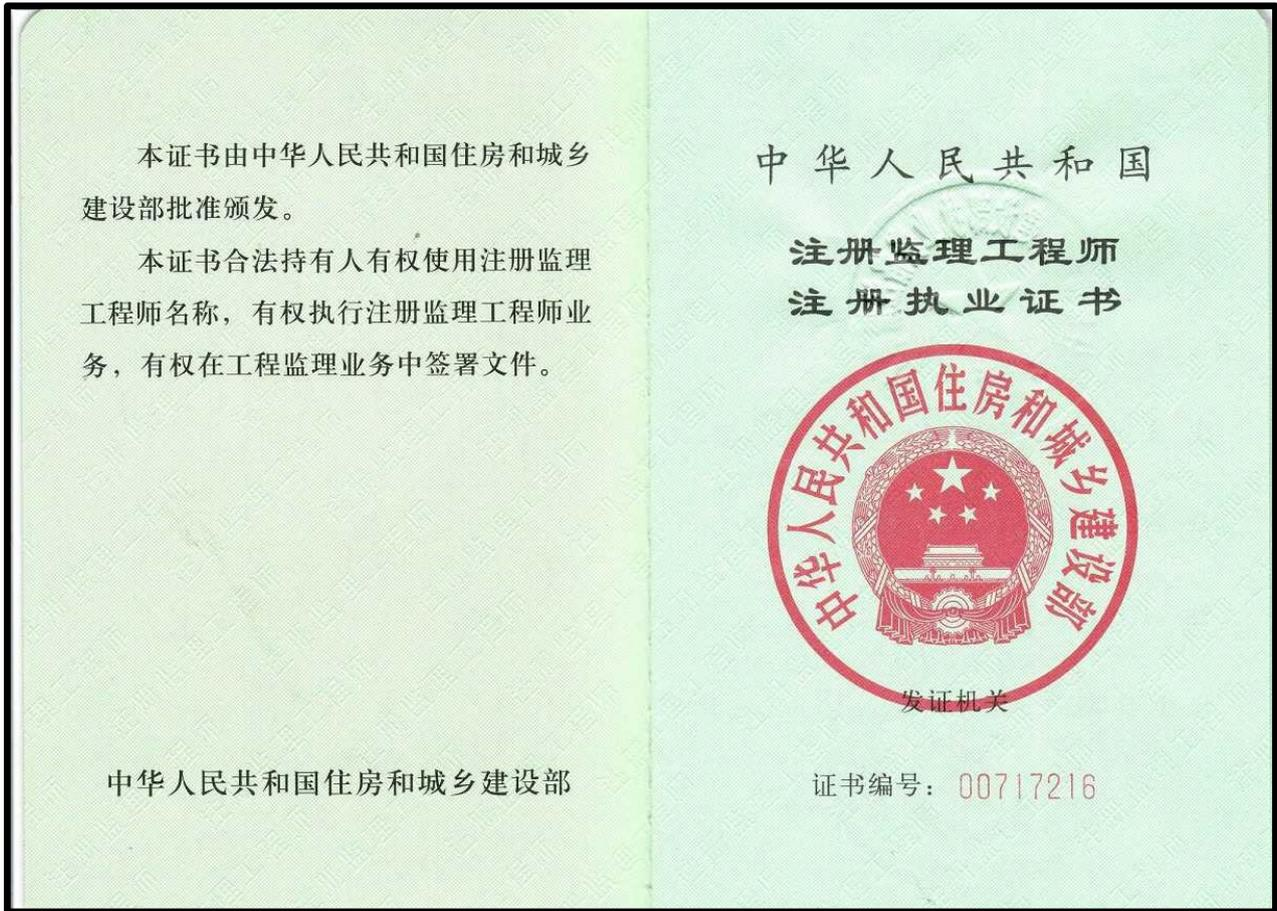 本证书由中华人民共和国住房和城乡
建设部批准颁发。
本证书合法持有人有权使用注册监理
工程师名称，有权执行注册监理工程师业
务，有权在工程监理业务中签署文件。
中华人民共和国住房和城乡建设部
中华人民共和国
注册监理工程师
注册执业证书
中华人民共和国住房和城乡建设部
发证机关
证书编号：00717216